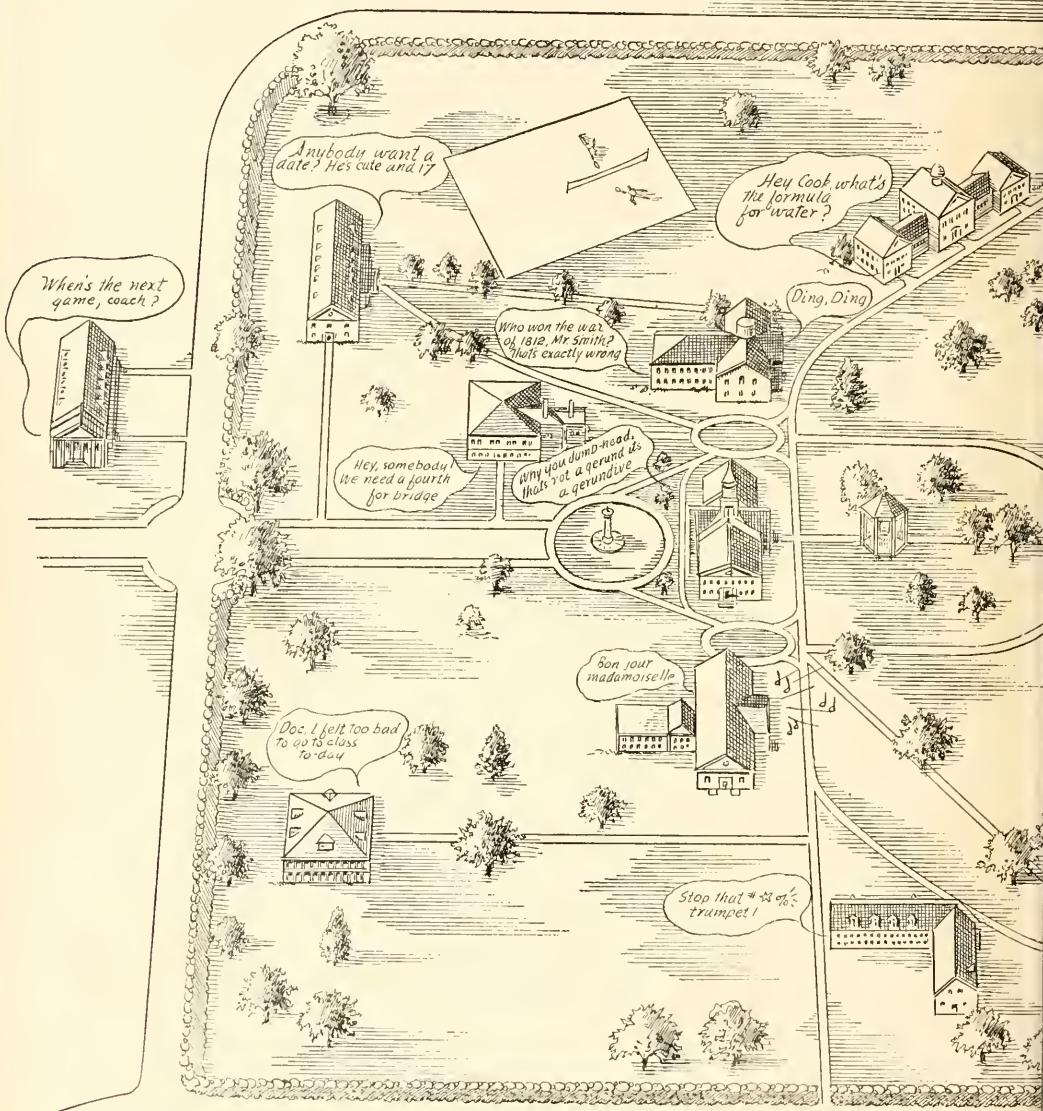 Anybody want a
date? He's cute and 17
Hey Cook, what's
the formula
for water?
When's the next
game, coach?
Ding, Ding
Who won the war
of 1812, Mr. Smith?
Thats exactly wrong
Hey, somebody!
We need a fourth
for bridge
Why you dumb-head,
thats not a gerund its
a gerundive
Bon jour
madamoiselle
Doc, I felt too bad
to go to class
to-day
Stop that #☆%
trumpet!